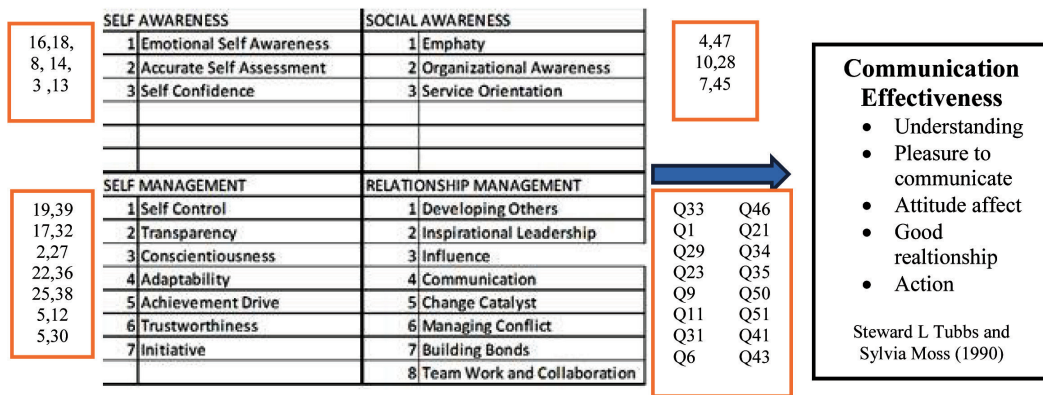 SELF AWARENESS
1 Emotional Self Awareness
2 Accurate Self Assessment
3 Self Confidence
SOCIAL AWARENESS
1 Emphaty
2 Organizational Awareness
3 Service Orientation
16,18,
8, 14,
3 ,13
4,47
10,28
7,45
SELF MANAGEMENT
1 Self Control
2 Transparency
3 Conscientiousness
4 Adaptability
5 Achievement Drive
6 Trustworthiness
7 Initiative
RELATIONSHIP MANAGEMENT
1 Developing Others
2 Inspirational Leadership
3 Influence
4 Communication
5 Change Catalyst
6 Managing Conflict
7 Building Bonds
8 Team Work and Collaboration
19,39
17,32
2,27
22,36
25,38
5,12
5,30
Q33 Q46
Q1 Q21
Q29 Q34
Q23 Q35
Q9 Q50
Q11 Q51
Q31 Q41
Q6 Q43
Communication
Effectiveness
• Understanding
• Pleasure to
communicate
• Attitude affect
• Good
realtionship
• Action
Steward L Tubbs and
Sylvia Moss (1990)